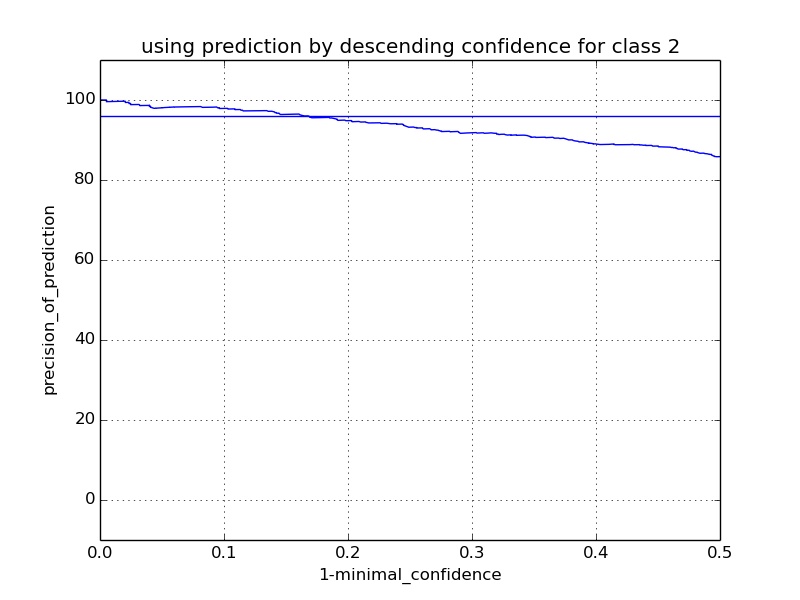 using prediction by descending confidence for class 2
100
80
60
40
20
0
precision_of_prediction
0.0 0.1 0.2 0.3 0.4 0.5
1-minimal_confidence